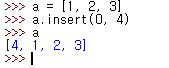 >>> a = [1, 2, 3]
>>> a.insert(0, 4)
>>> a
[4, 1, 2, 3]
>>>